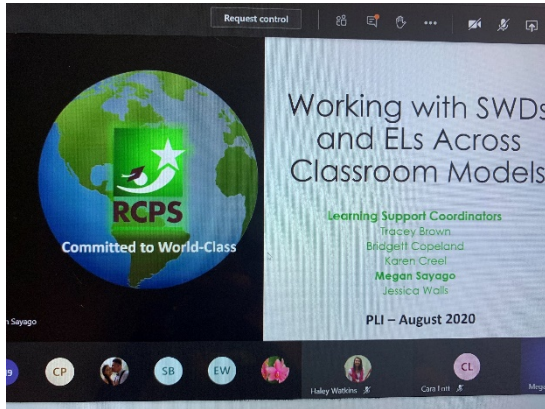 Request control
Working with SWDs
and ELs Across
Classroom Models
RCPS
Committed to World-Class
Learning Support Coordinators
Tracey Brown
Bridgett Copeland
Karen Creel
Megan Sayago
Jessica Walls
PLI – August 2020
Sayago
CP
SB
EW
Haley Watkins
CL
Cara